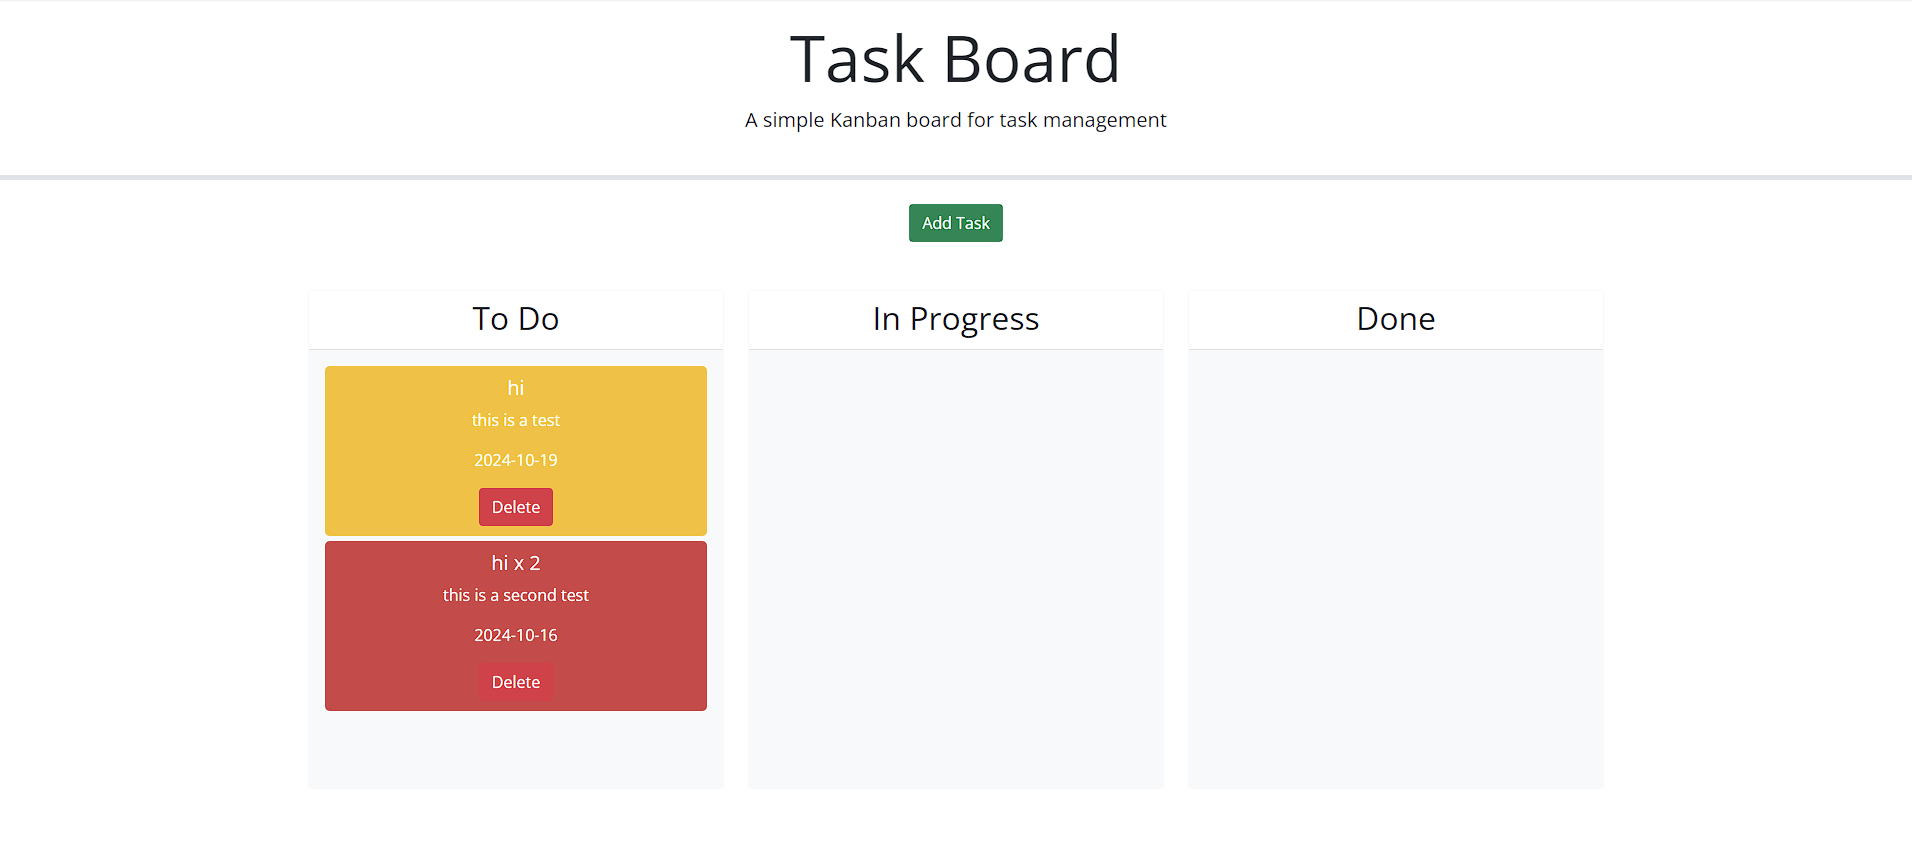 Task Board
A simple Kanban board for task management
Add Task
To Do
hi
this is a test
2024-10-19
Delete
hi x 2
this is a second test
2024-10-16
Delete
In Progress
Done